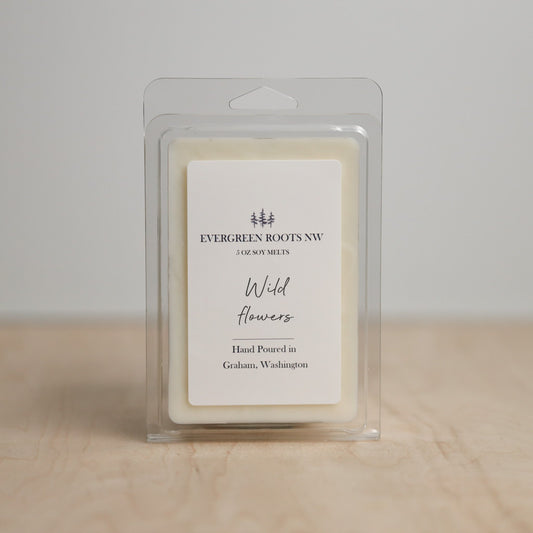 EVERGREEN ROOTS NW
5 OZ SOY MELTS
Wild
flowers
Hand Poured in
Graham, Washington